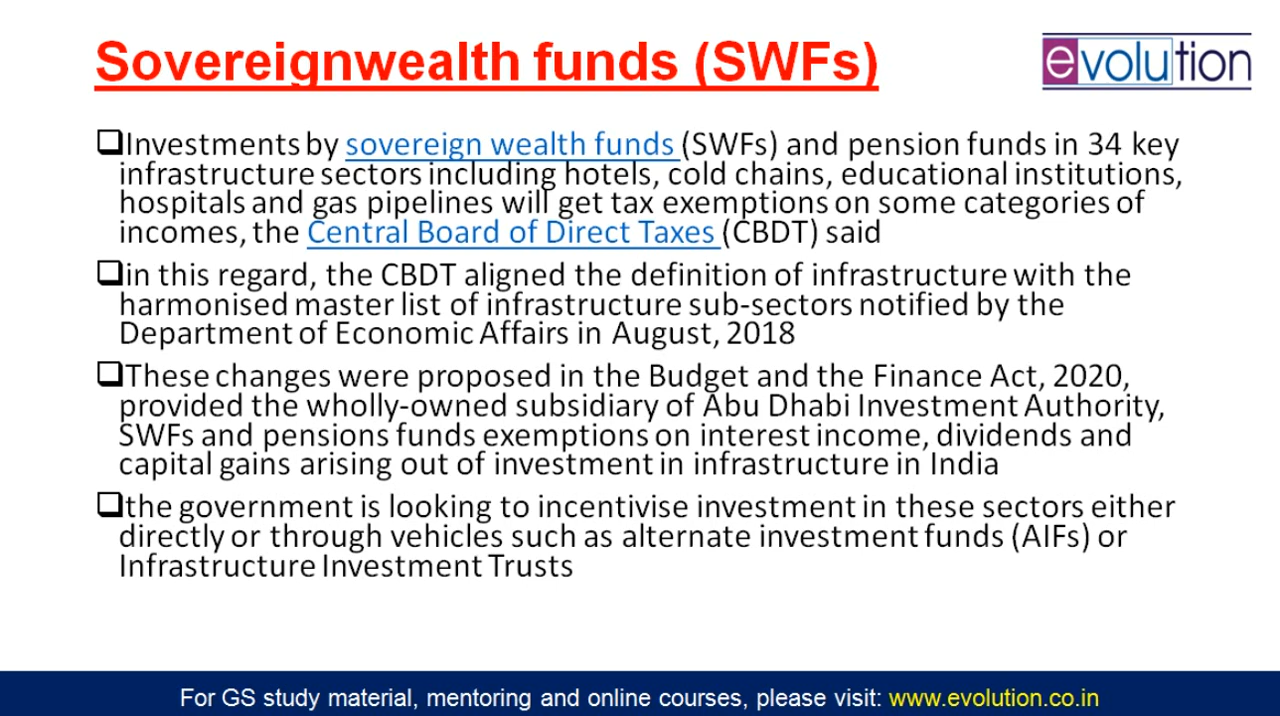 Sovereignwealth funds (SWFs)
evolution
Investments by sovereign wealth funds (SWFs) and pension funds in 34 key
infrastructure sectors including hotels, cold chains, educational institutions,
hospitals and gas pipelines will get tax exemptions on some categories of
incomes, the Central Board of Direct Taxes (CBDT) said
in this regard, the CBDT aligned the definition of infrastructure with the
harmonised master list of infrastructure sub-sectors notified by the
Department of Economic Affairs in August, 2018
These changes were proposed in the Budget and the Finance Act, 2020,
provided the wholly-owned subsidiary of Abu Dhabi Investment Authority,
SWFs and pensions funds exemptions on interest income, dividends and
capital gains arising out of investment in infrastructure in India
the government is looking to incentivise investment in these sectors either
directly or through vehicles such as alternate investment funds (AIFs) or
Infrastructure Investment Trusts
For GS study material, mentoring and online courses, please visit: www.evolution.co.in